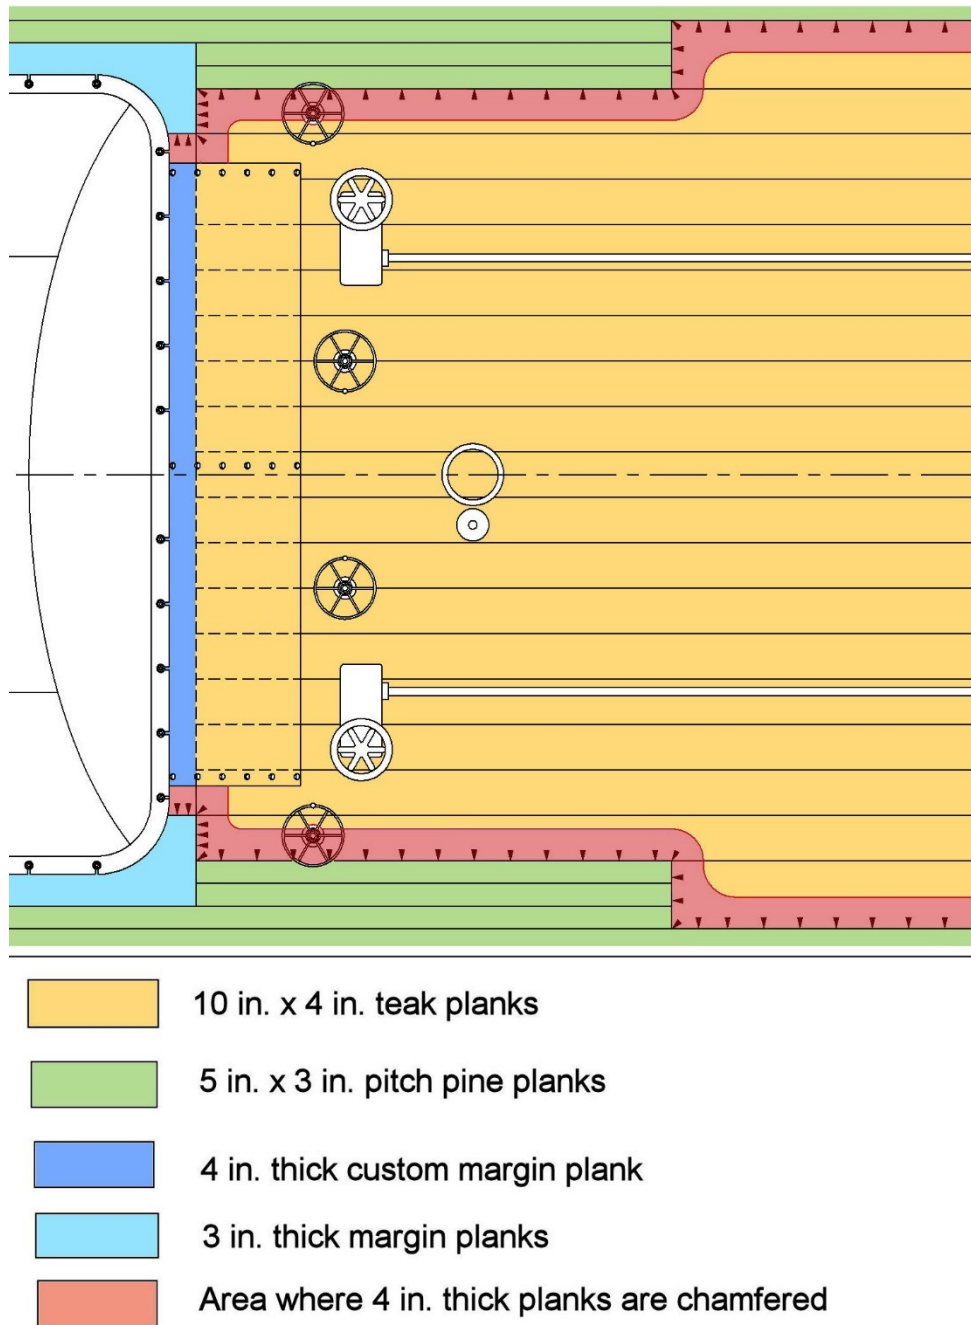 10 in. x 4 in. teak planks
5 in. x 3 in. pitch pine planks
4 in. thick custom margin plank
3 in. thick margin planks
Area where 4 in. thick planks are chamfered